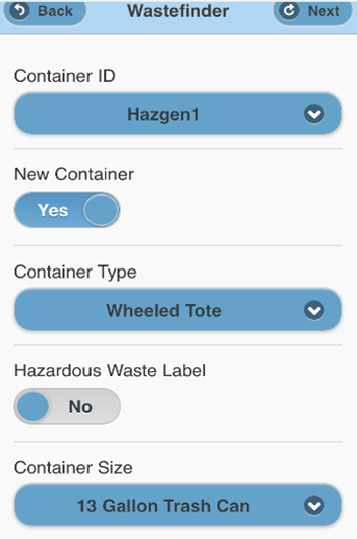 Back Wastefinder Next
Container ID
Hazgen1
New Container
Yes
Container Type
Wheeled Tote
Hazardous Waste Label
No
Container Size
13 Gallon Trash Can